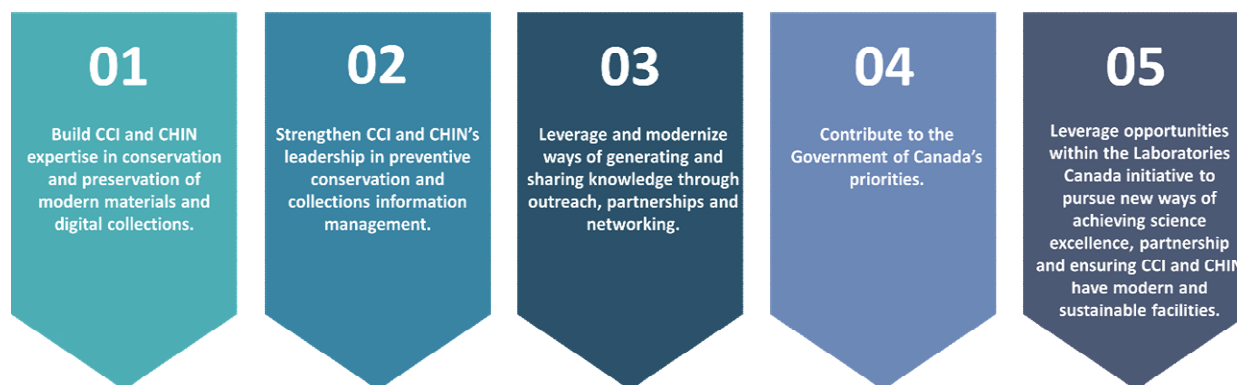 01
Build CCI and CHIN
expertise in conservation
and preservation of
modern materials and
digital collections.
02
Strengthen CCI and CHIN's
leadership in preventive
conservation and
collections information
management.
03
Leverage and modernize
ways of generating and
sharing knowledge through
outreach, partnerships and
networking.
04
Contribute to the
Government of Canada's
priorities.
05
Leverage opportunities
within the Laboratories
Canada initiative to
pursue new ways of
achieving science
excellence, partnership
and ensuring CCI and CHIN
have modern and
sustainable facilities.